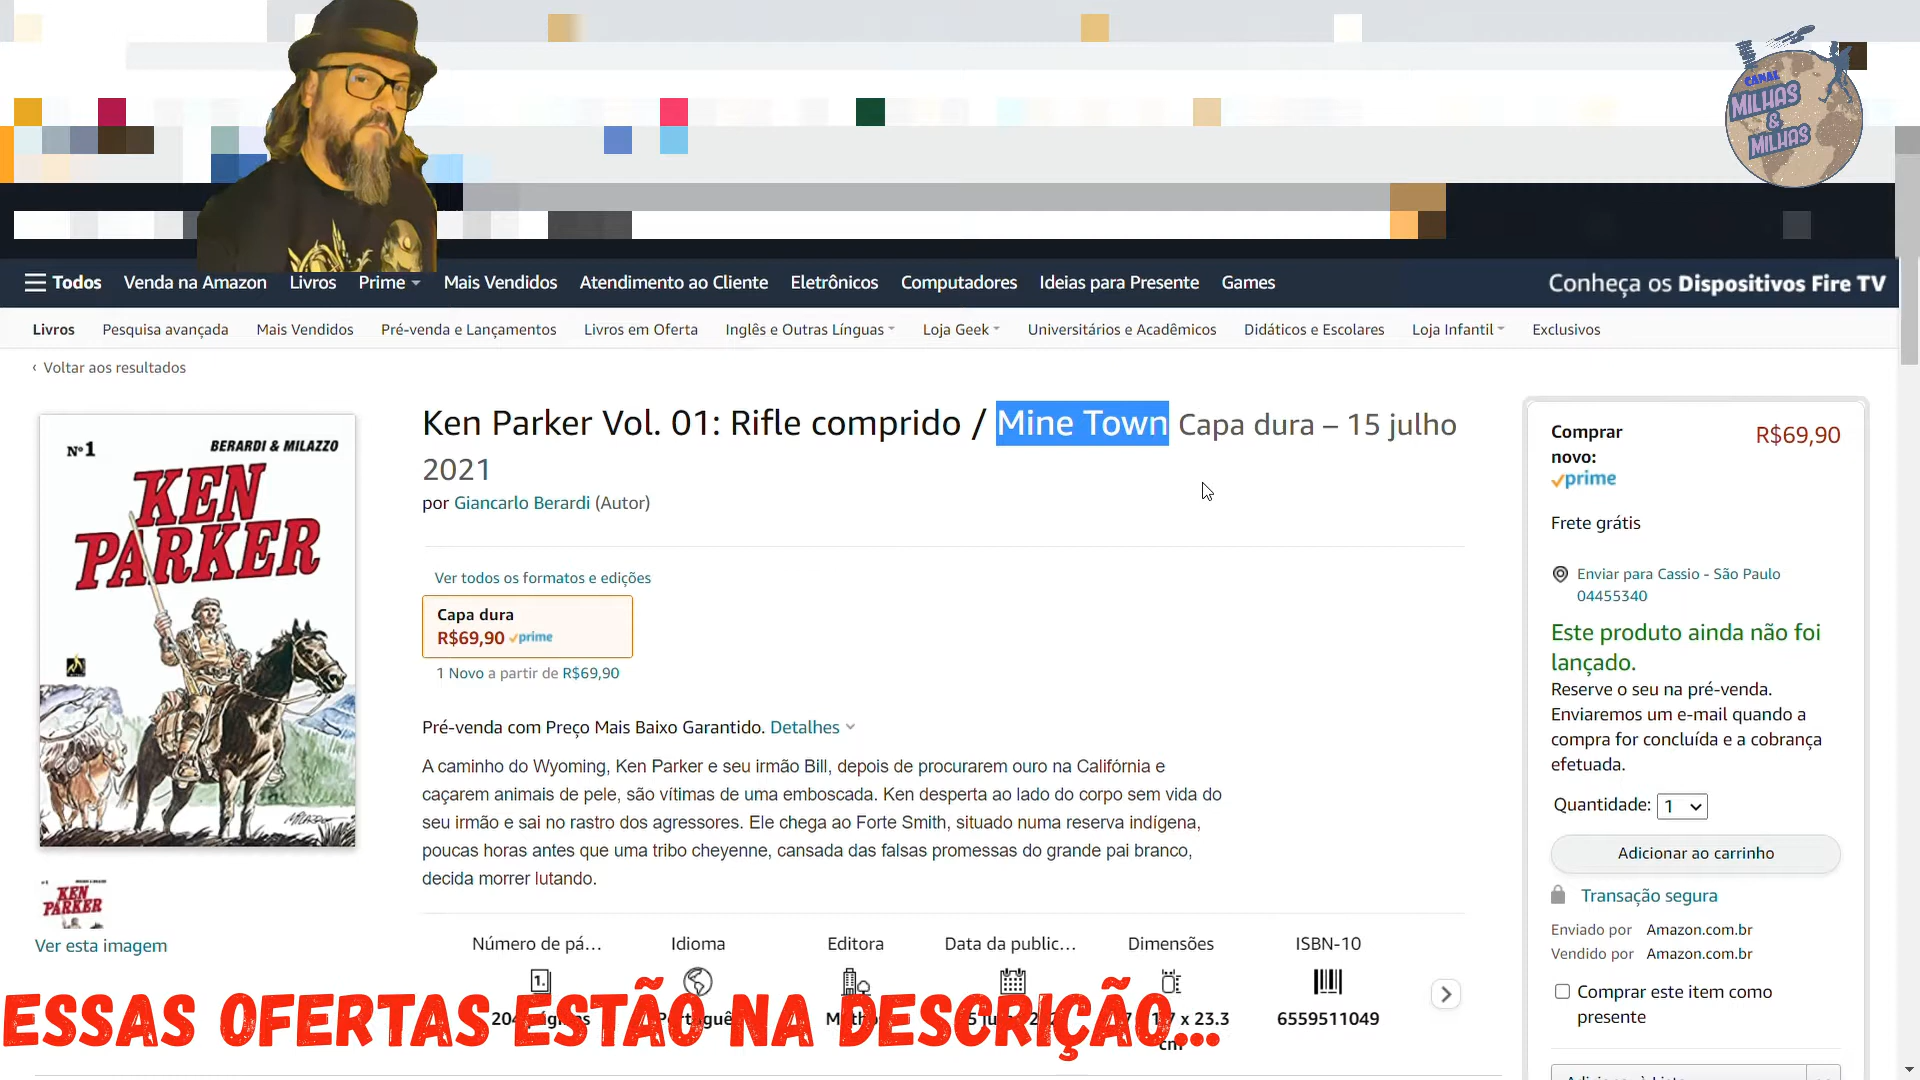 CANAL
MILHAS
&
MILHAS
Todos Venda na Amazon Livros Prime Mais Vendidos Atendimento ao Cliente Eletrônicos Computadores Ideias para Presente Games Conheça os Dispositivos Fire TV
Livros Pesquisa avançada Mais Vendidos Pré-venda e Lançamentos Livros em Oferta Inglês e Outras Línguas Loja Geek Universitários e Acadêmicos Didáticos e Escolares Loja Infantil Exclusivos
‹ Voltar aos resultados
Nº 1 BERARDI & MILAZZO
KEN
PARKER
KEN
PARKER
Ver esta imagem
Ken Parker Vol. 01: Rifle comprido / Mine Town Capa dura – 15 julho
2021
por Giancarlo Berardi (Autor)
Ver todos os formatos e edições
Capa dura
R$69,90 prime
1 Novo a partir de R$69,90
Pré-venda com Preço Mais Baixo Garantido. Detalhes
A caminho do Wyoming, Ken Parker e seu irmão Bill, depois de procurarem ouro na Califórnia e
caçarem animais de pele, são vítimas de uma emboscada. Ken desperta ao lado do corpo sem vida do
seu irmão e sai no rastro dos agressores. Ele chega ao Forte Smith, situado numa reserva indígena,
poucas horas antes que uma tribo cheyenne, cansada das falsas promessas do grande pai branco,
decida morrer lutando.
Número de pá... Idioma Editora Data da public... Dimensões ISBN-10
1.
x 23.3 6559511049
cm
ESSAS OFERTAS ESTÃO NA DESCRIÇÃO...
Comprar R$69,90
novo:
prime
Frete grátis
Enviar para Cassio - São Paulo
04455340
Este produto ainda não foi
lançado.
Reserve o seu na pré-venda.
Enviaremos um e-mail quando a
compra for concluída e a cobrança
efetuada.
Quantidade: 1
Adicionar ao carrinho
Transação segura
Enviado por Amazon.com.br
Vendido por Amazon.com.br
Comprar este item como
presente